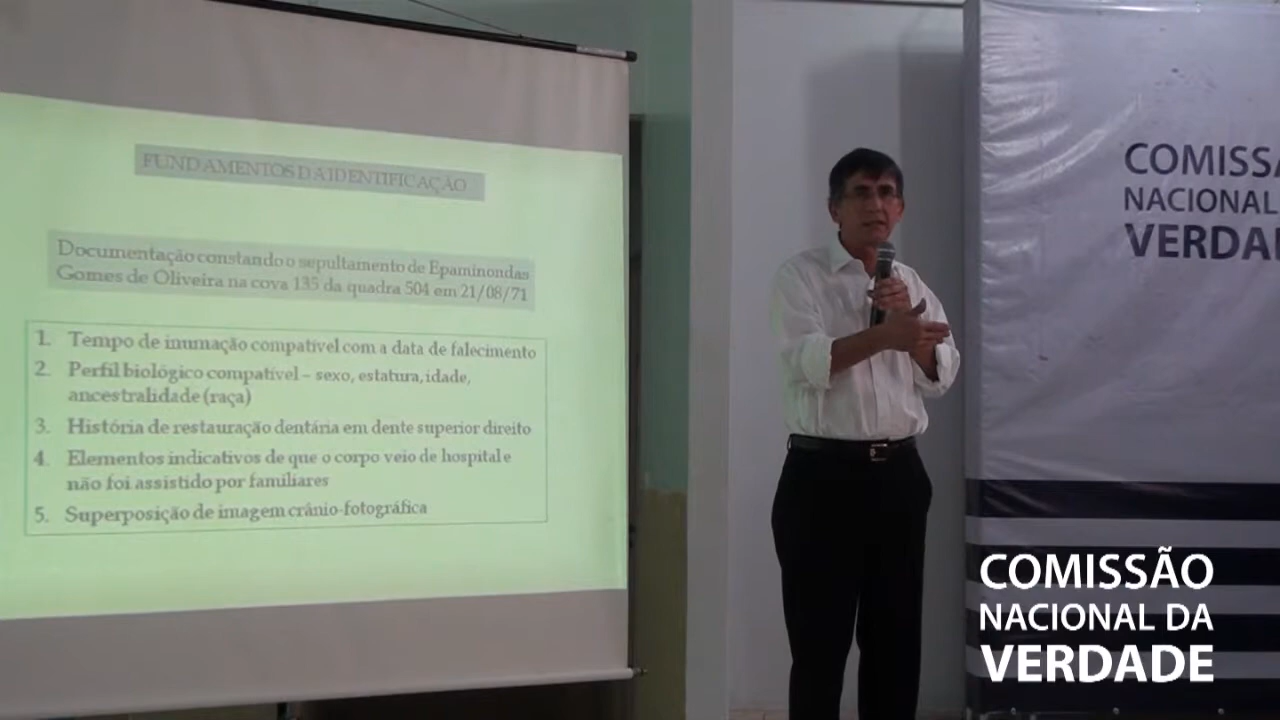 FUNDAMENTOS DA IDENTIFICAÇÃO
Documentação constando o sepultamento de Epaminondas
Gomes de Oliveira na cova 135 da quadra 504 em 21/08/71
1. Tempo de inumação compatível com a data de falecimento
2. Perfil biológico compatível – sexo, estatura, idade,
ancestralidade (raça)
3. História de restauração dentária em dente superior direito
4. Elementos indicativos de que o corpo veio de hospital e
não foi assistido por familiares
5. Superposição de imagem crânio-fotográfica
COMISSÃ
NACIONAL
VERDA
COMISSÃO
NACIONAL DA
VERDADE